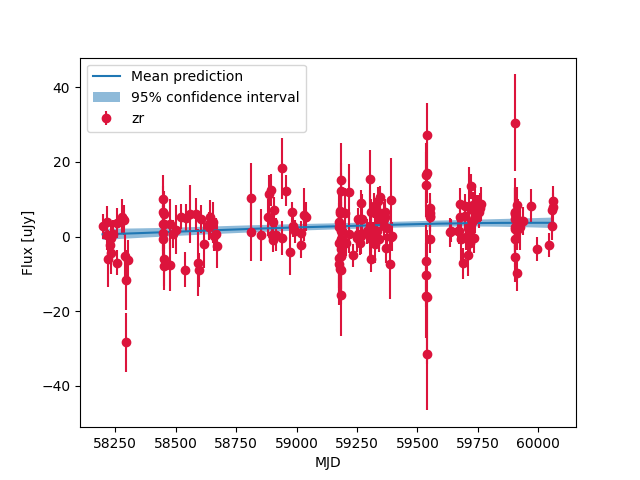 Mean prediction
95% confidence interval
zr
40
20
0
−20
−40
Flux [uJy]
58250 58500 58750 59000 59250 59500 59750 60000
MJD